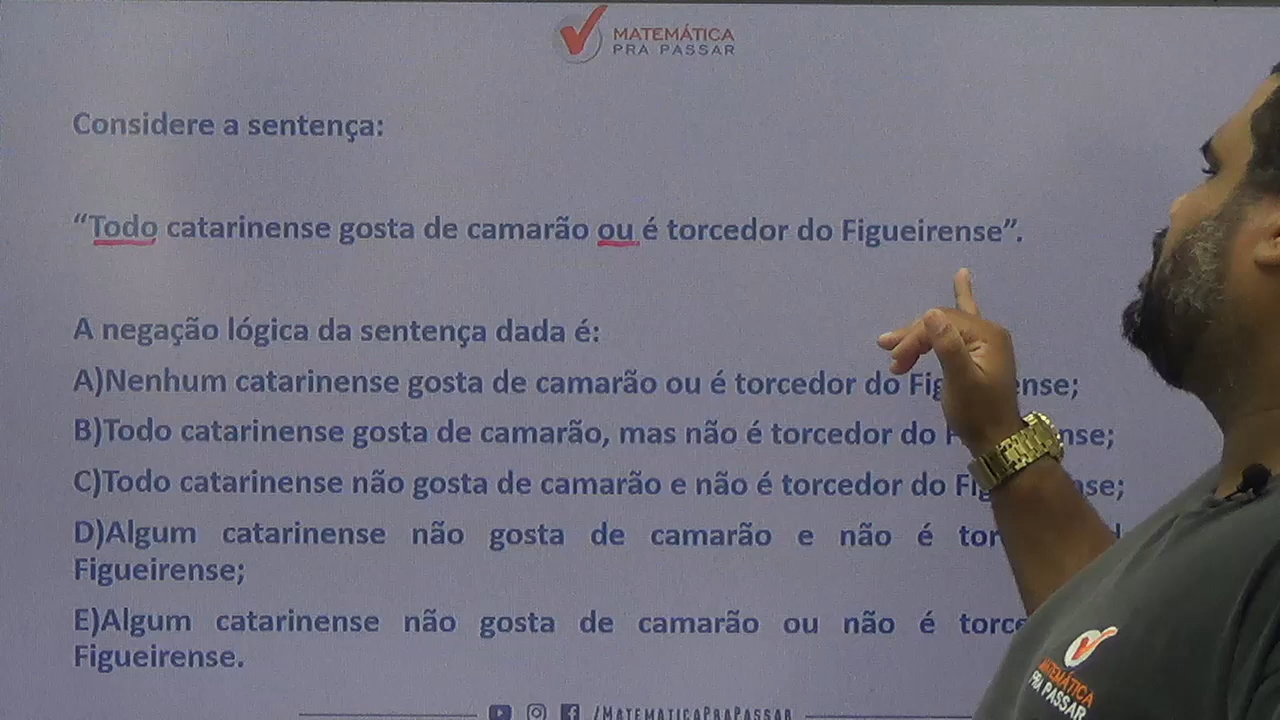 MATEMÁTICA
PRA PASSAR
Considere a sentença:
“Todo catarinense gosta de camarão ou é torcedor do Figueirense”.
A negação lógica da sentença dada é:
A)Nenhum catarinense gosta de camarão ou é torcedor do
B)Todo catarinense gosta de camarão, mas não é torcedor do
C)Todo catarinense não gosta de camarão e não é torcedor do
D)Algum catarinense não gosta de camarão e não é
Figueirense;
E)Algum catarinense não gosta de camarão ou não é
Figueirense.
/MATEMATICAPRAPASSAR
MATEMÁTICA
PRA PASSAR